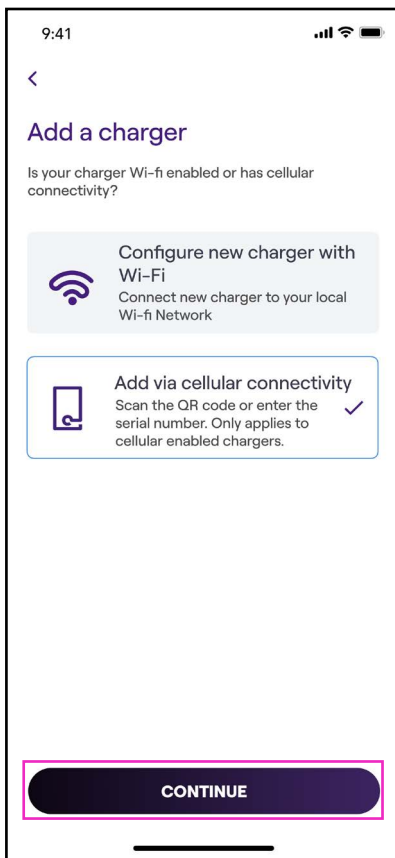 9:41
Add a charger
Is your charger Wi-fi enabled or has cellular
connectivity?
Configure new charger with
Wi-Fi
Connect new charger to your local
Wi-fi Network
Add via cellular connectivity
Scan the QR code or enter the
serial number. Only applies to
cellular enabled chargers.
CONTINUE